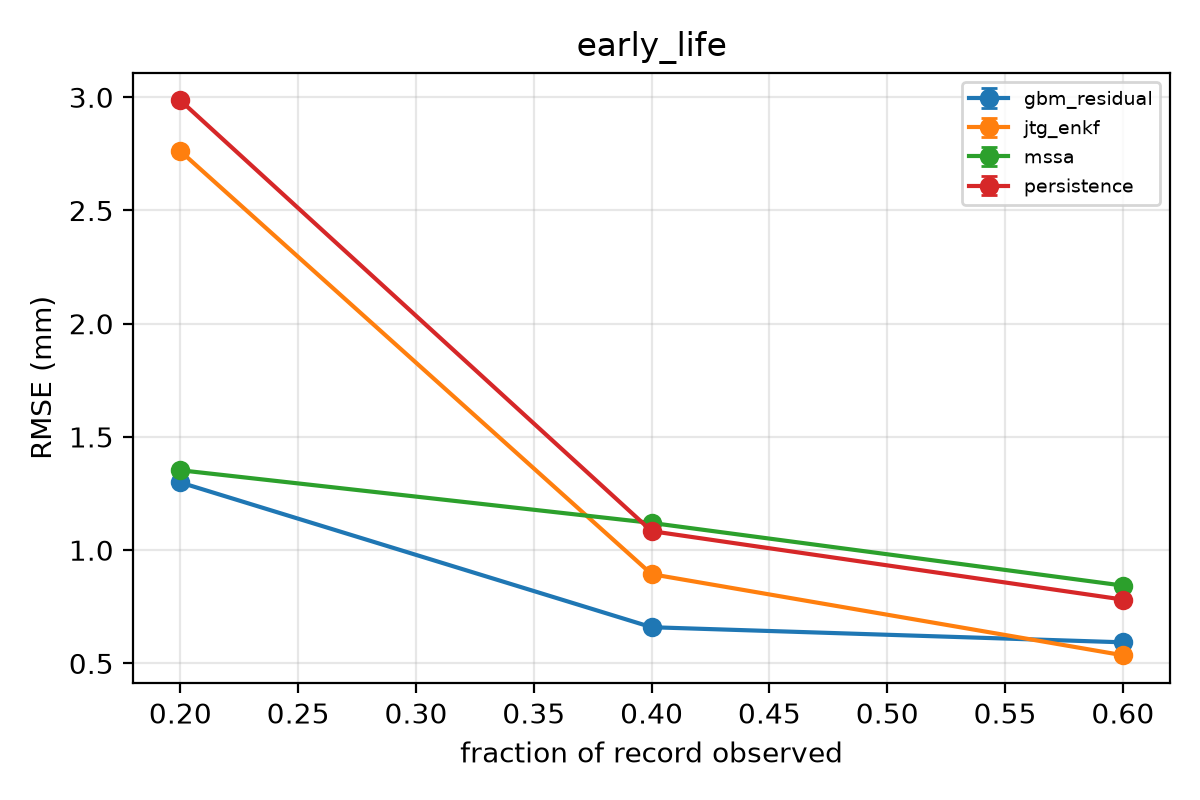 early_life
gbm_residual
jtg_enkf
mssa
persistence
RMSE (mm)
3.0
2.5
2.0
1.5
1.0
0.5
0.20 0.25 0.30 0.35 0.40 0.45 0.50 0.55 0.60
fraction of record observed